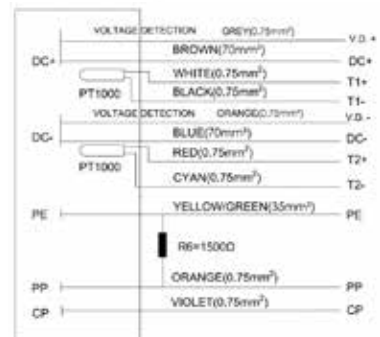 VOLTAGE DETECTION GREY(0.75mm²) V.D. +
DC+ BROWN(70mm²) DC+
WHITE(0.75mm²) T1+
PT1000 BLACK(0.75mm²) T1-
VOLTAGE DETECTION ORANGE(0.75mm²) V.D. -
DC- BLUE(70mm²) DC-
RED(0.75mm²) T2+
PT1000 CYAN(0.75mm²) T2-
PE YELLOW/GREEN(35mm²) PE
R6=1500Ω
PP ORANGE(0.75mm²) PP
CP VIOLET(0.75mm²) CP